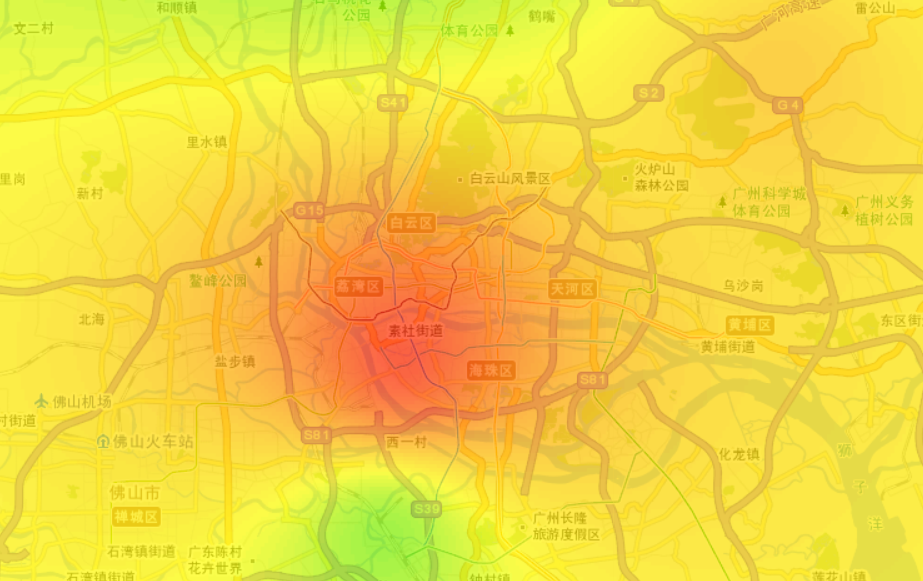 和顺镇
公园
鹤嘴
广河高速
雷公山
文二村
体育公园
S41
S2
G4
里水镇
里岗
新村
白云山风景区
火炉山
森林公园
广州科学城
体育公园
广州义务
植树公园
G15
白云区
鳌峰公园
荔湾区
天河区
乌沙岗
北海
素社街道
黄埔区
东区街
黄埔街道
盐步镇
海珠区
S81
佛山机场
村街道
佛山火车站
S81
西一村
化龙镇
狮
子
洋
佛山市
禅城区
S39
广州长隆
旅游度假区
石湾镇街道
广东陈村
花卉世界
石湾镇街道
钟村镇
莲花山镇